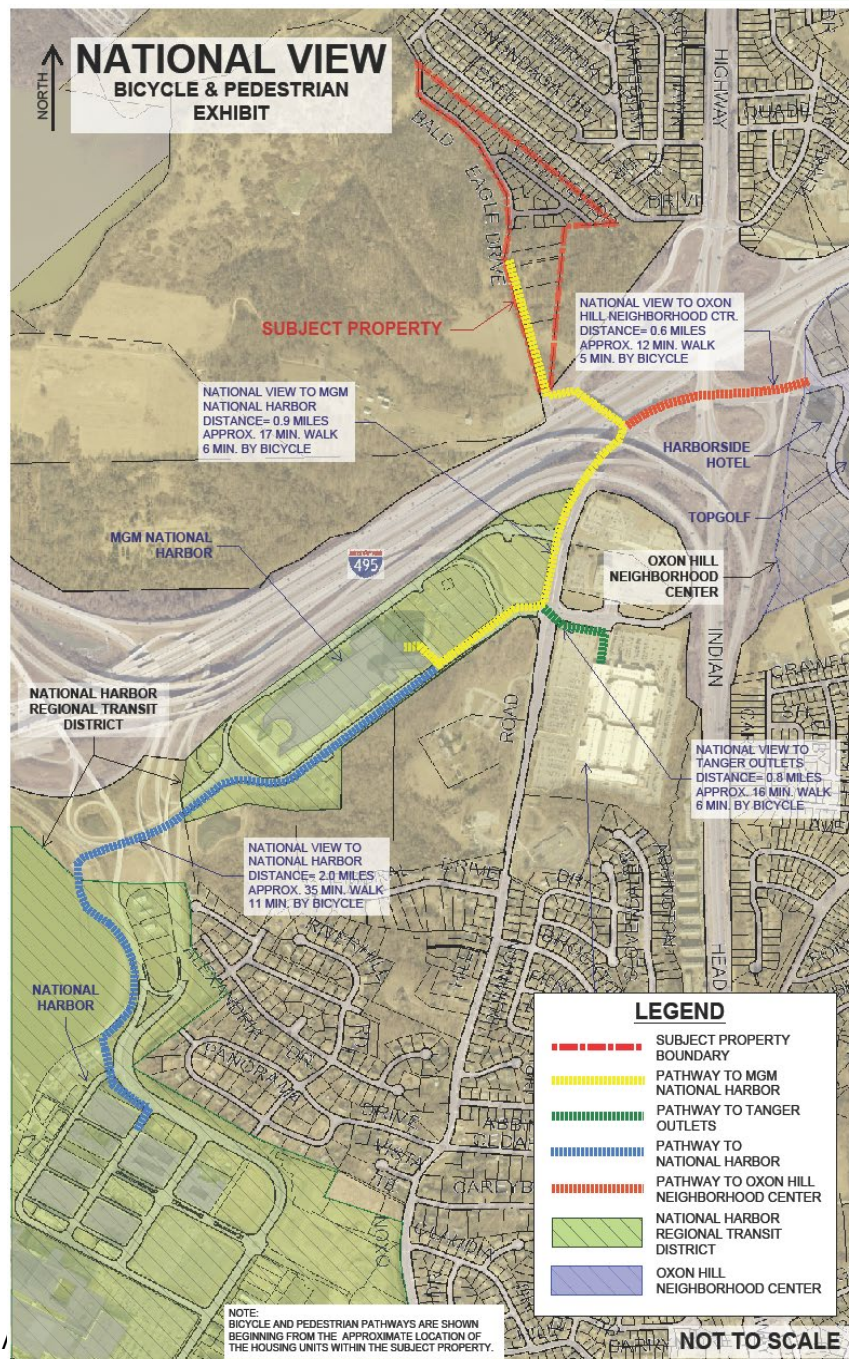 NORTH
NATIONAL VIEW
BICYCLE & PEDESTRIAN
EXHIBIT
HIGHWAY
DRIVE
BALD
EAGLE DRIVE
SUBJECT PROPERTY
NATIONAL VIEW TO OXON
HILL NEIGHBORHOOD CTR.
DISTANCE= 0.6 MILES
APPROX. 12 MIN. WALK
5 MIN. BY BICYCLE
NATIONAL VIEW TO MGM
NATIONAL HARBOR
DISTANCE= 0.9 MILES
APPROX. 17 MIN. WALK
6 MIN. BY BICYCLE
HARBORSIDE
HOTEL
TOPGOLF
MGM NATIONAL
HARBOR
495
OXON HILL
NEIGHBORHOOD
CENTER
INDIAN
NATIONAL HARBOR
REGIONAL TRANSIT
DISTRICT
ROAD
NATIONAL VIEW TO
TANGER OUTLETS
DISTANCE= 0.8 MILES
APPROX. 16 MIN. WALK
6 MIN. BY BICYCLE
AVE
NATIONAL VIEW TO
NATIONAL HARBOR
DISTANCE= 2.0 MILES
APPROX. 35 MIN. WALK
11 MIN. BY BICYCLE
DRIVE
HILL
HEAD
NATIONAL
HARBOR
PANORAMA
DRIVE
VISTA
OXON
LEGEND
SUBJECT PROPERTY
BOUNDARY
PATHWAY TO MGM
NATIONAL HARBOR
PATHWAY TO TANGER
OUTLETS
PATHWAY TO
NATIONAL HARBOR
PATHWAY TO OXON HILL
NEIGHBORHOOD CENTER
NATIONAL HARBOR
REGIONAL TRANSIT
DISTRICT
OXON HILL
NEIGHBORHOOD CENTER
NOTE:
BICYCLE AND PEDESTRIAN PATHWAYS ARE SHOWN
BEGINNING FROM THE APPROXIMATE LOCATION OF
THE HOUSING UNITS WITHIN THE SUBJECT PROPERTY.
NOT TO SCALE